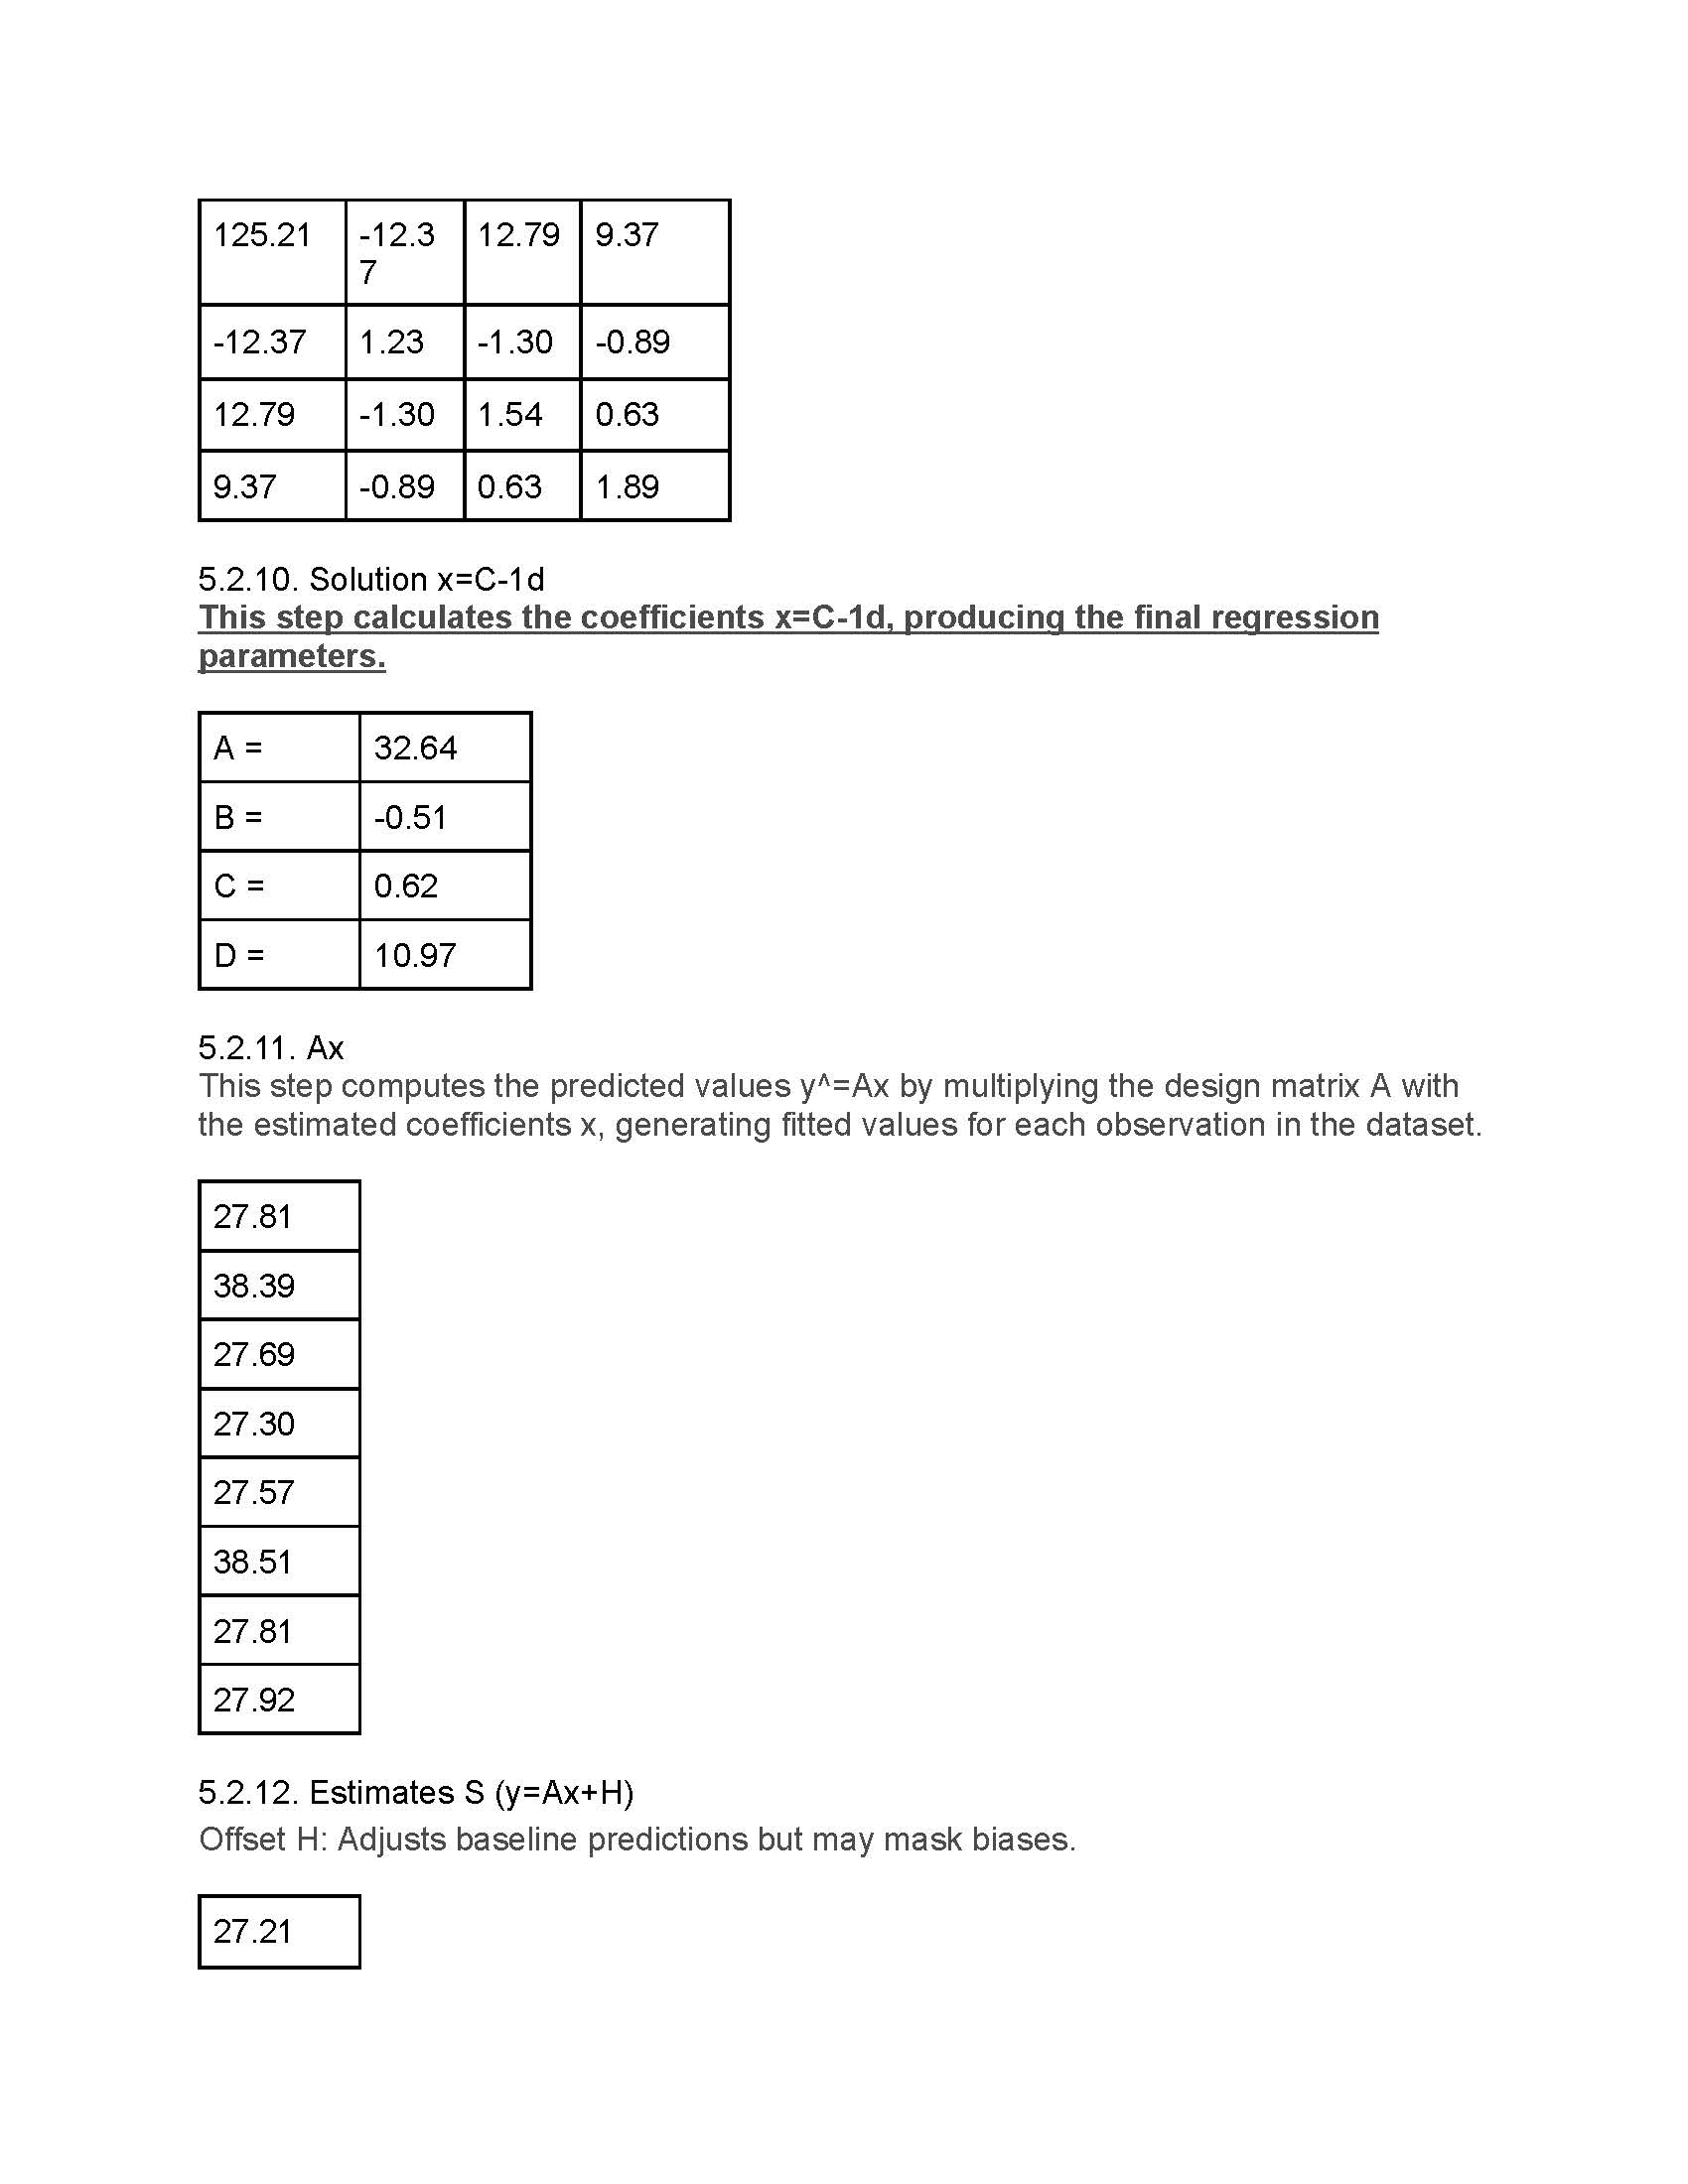 125.21 -12.3 12.79 9.37
7
-12.37 1.23 -1.30 -0.89
12.79 -1.30 1.54 0.63
9.37 -0.89 0.63 1.89
5.2.10. Solution x=C-1d
This step calculates the coefficients x=C-1d, producing the final regression
parameters.
A = 32.64
B = -0.51
C = 0.62
D = 10.97
5.2.11. Ax
This step computes the predicted values y^=Ax by multiplying the design matrix A with
the estimated coefficients x, generating fitted values for each observation in the dataset.
27.81
38.39
27.69
27.30
27.57
38.51
27.81
27.92
5.2.12. Estimates S (y=Ax+H)
Offset H: Adjusts baseline predictions but may mask biases.
27.21